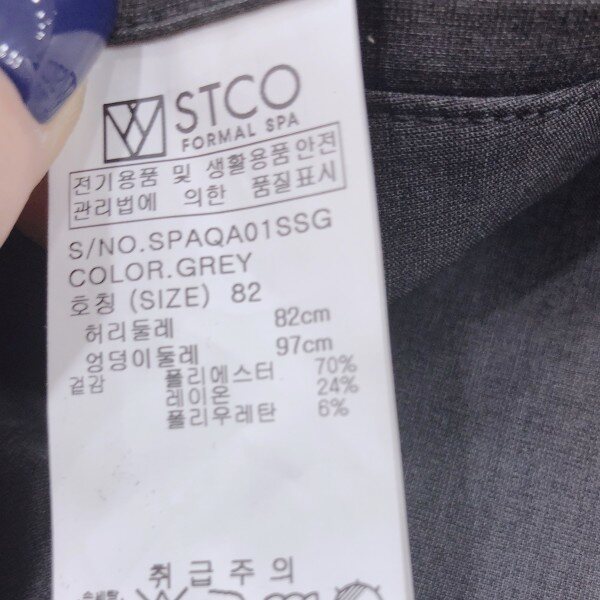 STCO
FORMAL SPA
전기용품 및 생활용품안전
관리법에 의한 품질표시
S/NO.SPAQA01SSG
COLOR.GREY
호칭 (SIZE) 82
허리둘레 82cm
엉덩이둘레 97cm
겉감 폴리에스터 70%
레이온 24%
폴리우레탄 6%
취급주의